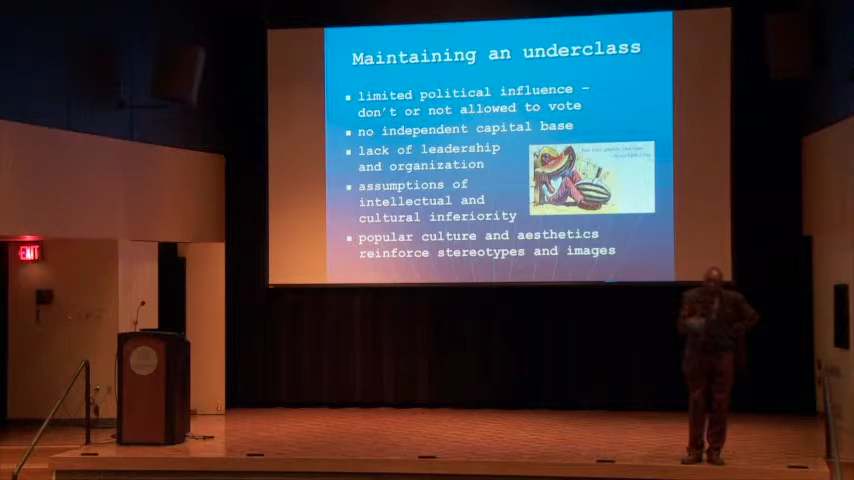 Maintaining an underclass
▪ limited political influence –
don't or not allowed to vote
▪ no independent capital base
▪ lack of leadership
and organization
▪ assumptions of
intellectual and
cultural inferiority
▪ popular culture and aesthetics
reinforce stereotypes and images
EXIT